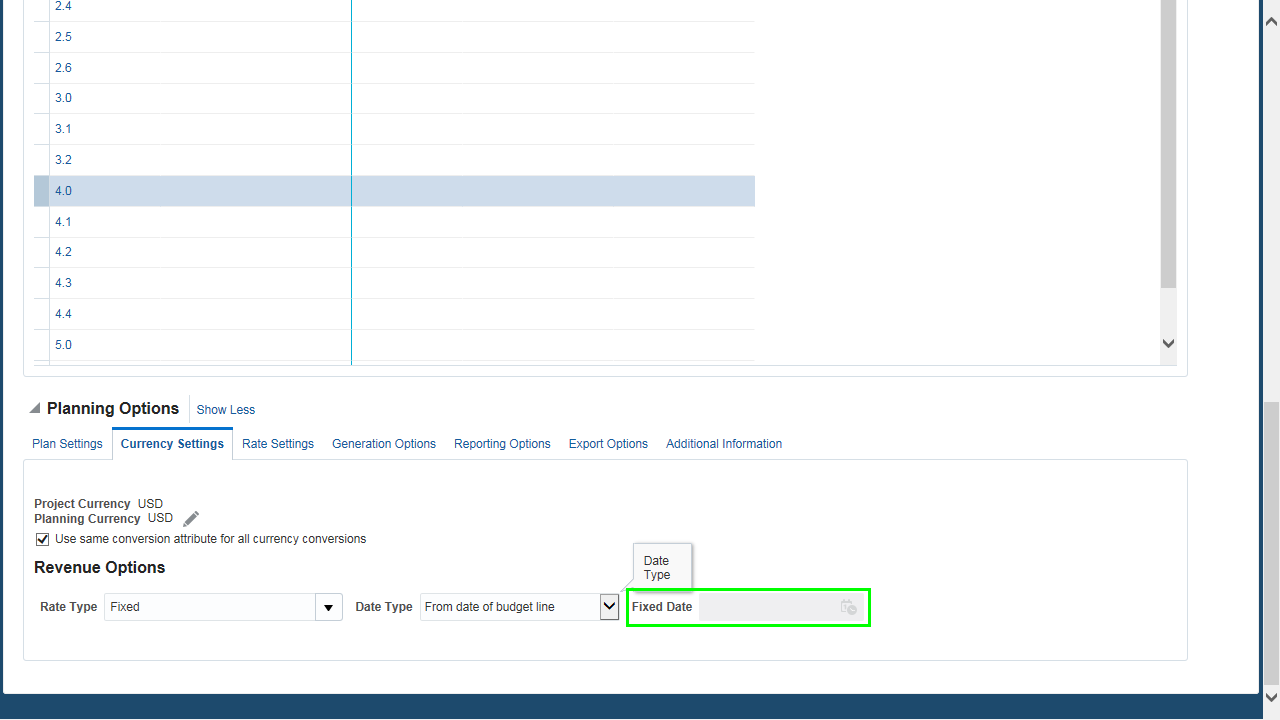 2.4
2.5
2.6
3.0
3.1
3.2
4.0
4.1
4.2
4.3
4.4
5.0
Planning Options Show Less
Plan Settings Currency Settings Rate Settings Generation Options Reporting Options Export Options Additional Information
Project Currency USD
Planning Currency USD
Use same conversion attribute for all currency conversions
Date
Type
Revenue Options
Rate Type Fixed Date Type From date of budget line Fixed Date